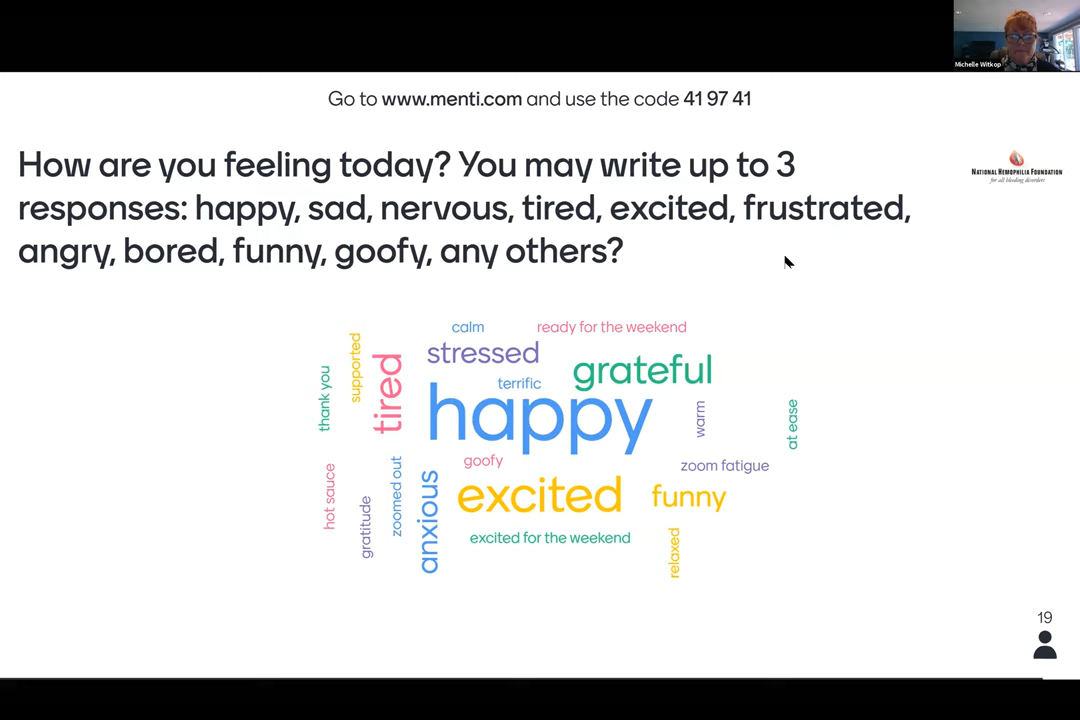 Michelle Witkop
Go to www.menti.com and use the code 41 97 41
How are you feeling today? You may write up to 3
responses: happy, sad, nervous, tired, excited, frustrated,
angry, bored, funny, goofy, any others?
NATIONAL HEMOPHILIA FOUNDATION
for all bleeding disorders
calm
ready for the weekend
supported
tired
stressed
grateful
thank you
terrific
happy
warm
at ease
goofy
zoom fatigue
hot sauce
gratitude
zoomed out
anxious
excited
funny
excited for the weekend
relaxed
19